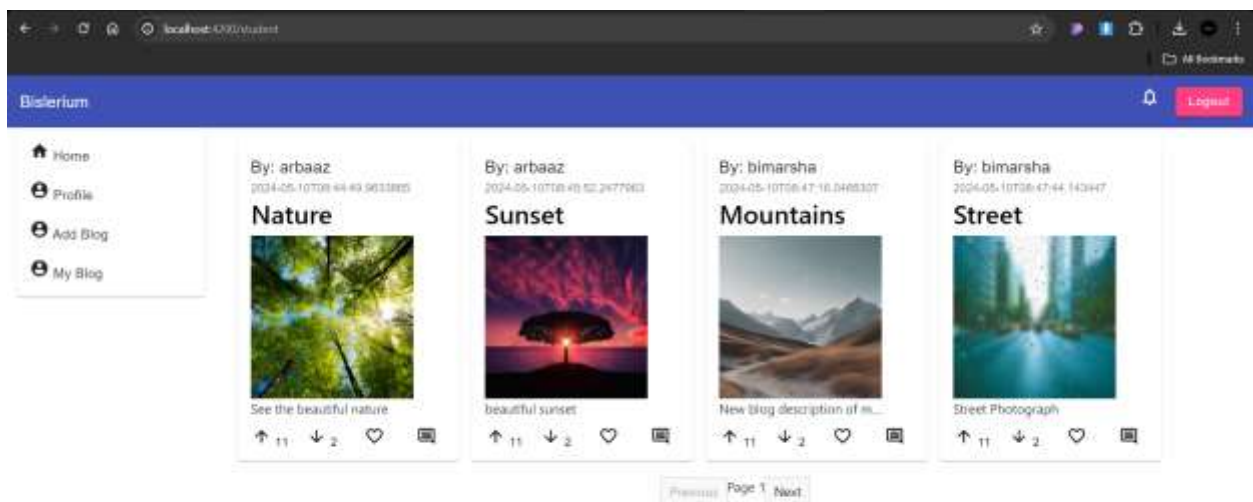 localhost:4200/student
All Bookmarks
Bislerium
Logout
Home
Profile
Add Blog
My Blog
By: arbaaz
Nature
See the beautiful nature
11 2
By: arbaaz
Sunset
beautiful sunset
11 2
By: bimarsha
Mountains
New blog description of m...
11 2
By: bimarsha
Street
Street Photograph
11 2
Previous Page 1 Next